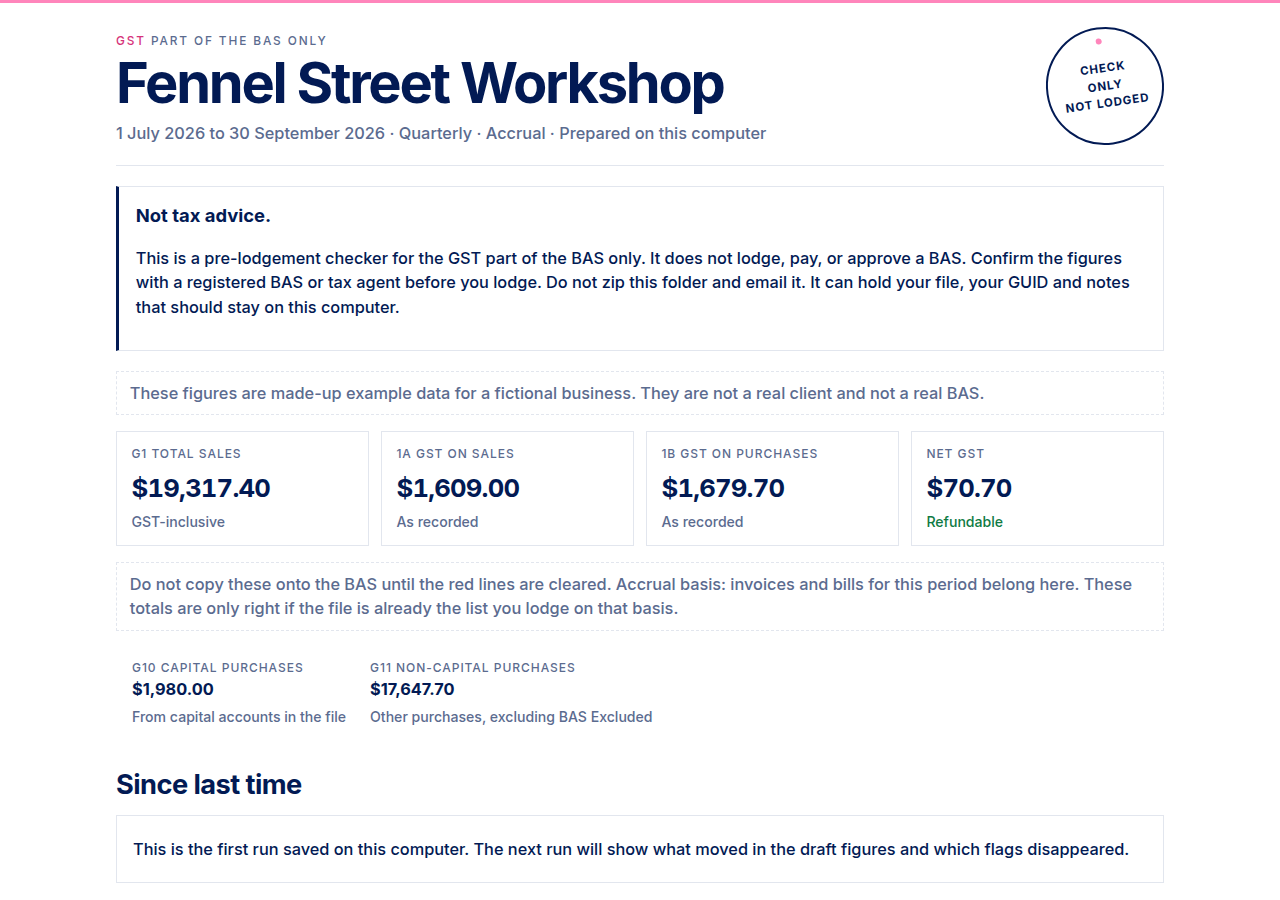 GST PART OF THE BAS ONLY
Fennel Street Workshop
1 July 2026 to 30 September 2026 · Quarterly · Accrual · Prepared on this computer
CHECK
ONLY
NOT LODGED
Not tax advice.
This is a pre-lodgement checker for the GST part of the BAS only. It does not lodge, pay, or approve a BAS. Confirm the figures
with a registered BAS or tax agent before you lodge. Do not zip this folder and email it. It can hold your file, your GUID and notes
that should stay on this computer.
These figures are made-up example data for a fictional business. They are not a real client and not a real BAS.
G1 TOTAL SALES
$19,317.40
GST-inclusive
1A GST ON SALES
$1,609.00
As recorded
1B GST ON PURCHASES
$1,679.70
As recorded
NET GST
$70.70
Refundable
Do not copy these onto the BAS until the red lines are cleared. Accrual basis: invoices and bills for this period belong here. These
totals are only right if the file is already the list you lodge on that basis.
G10 CAPITAL PURCHASES
$1,980.00
From capital accounts in the file
G11 NON-CAPITAL PURCHASES
$17,647.70
Other purchases, excluding BAS Excluded
Since last time
This is the first run saved on this computer. The next run will show what moved in the draft figures and which flags disappeared.